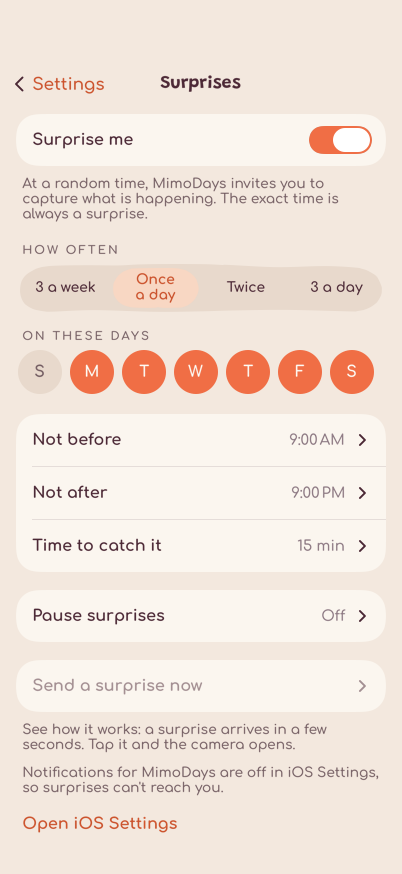 Settings
Surprises
Surprise me
At a random time, MimoDays invites you to
capture what is happening. The exact time is
always a surprise.
HOW OFTEN
3 a week
Once
a day
Twice
3 a day
ON THESE DAYS
S M T W T F S
Not before 9:00 AM
Not after 9:00 PM
Time to catch it 15 min
Pause surprises Off
Send a surprise now
See how it works: a surprise arrives in a few
seconds. Tap it and the camera opens.
Notifications for MimoDays are off in iOS Settings,
so surprises can't reach you.
Open iOS Settings